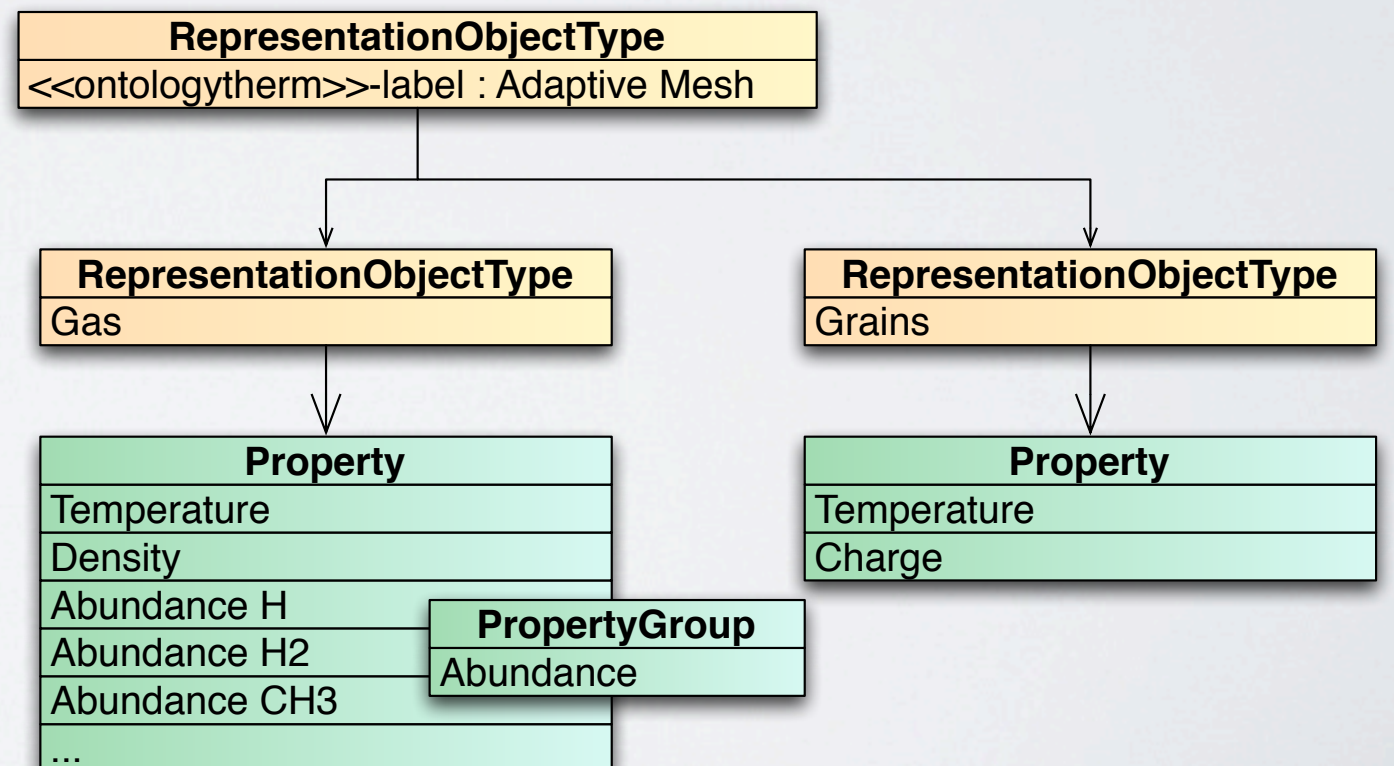 RepresentationObjectType
<<ontologytherm>>-label : Adaptive Mesh
RepresentationObjectType
Gas
RepresentationObjectType
Grains
Property
Temperature
Density
Abundance H
Abundance H2
Abundance CH3
...
PropertyGroup
Abundance
Property
Temperature
Charge